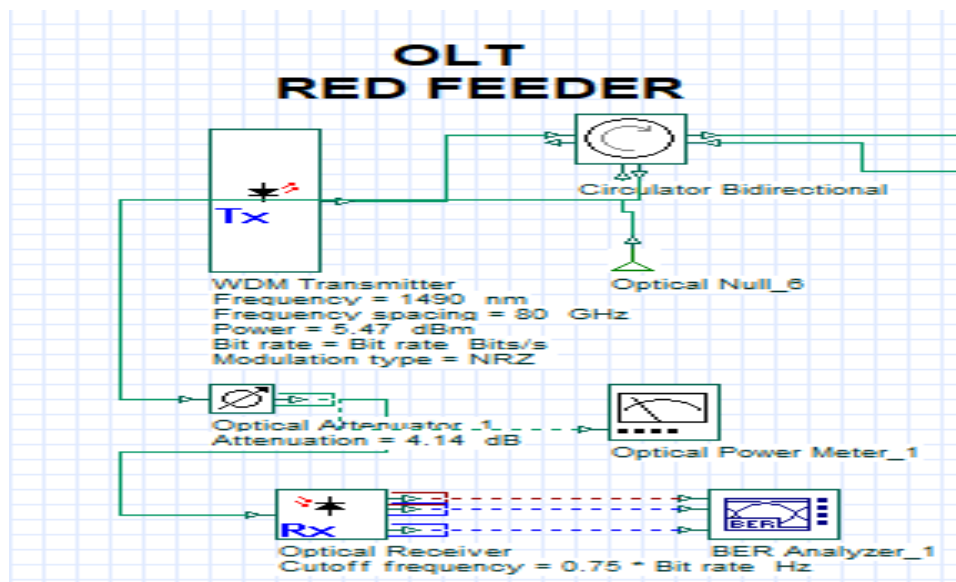 OLT
RED FEEDER
Circulator Bidirectional
Tx
WDM Transmitter
Frequency = 1490 nm
Frequency spacing = 80 GHz
Power = 5.47 dBm
Bit rate = Bit rate Bits/s
Modulation type = NRZ
Optical Null_6
Optical Attenuator_1
Attenuation = 4.14 dB
Optical Power Meter_1
Rx
BER
Optical Receiver
Cutoff frequency = 0.75 * Bit rate Hz
BER Analyzer_1